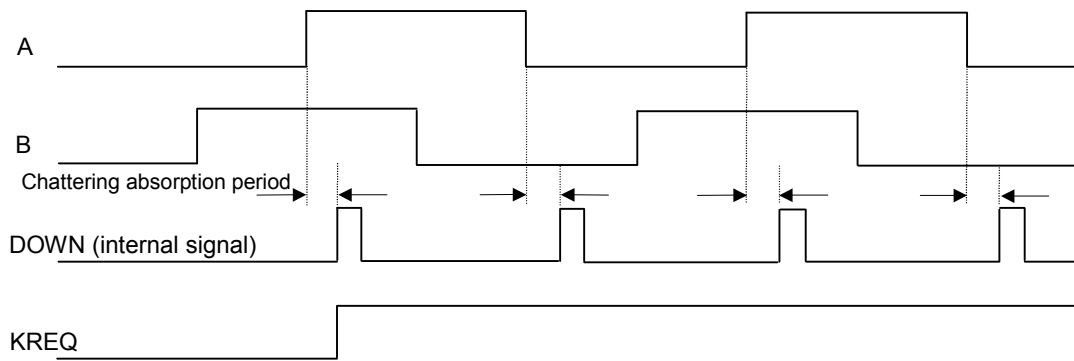 A
B
Chattering absorption period
DOWN (internal signal)
KREQ